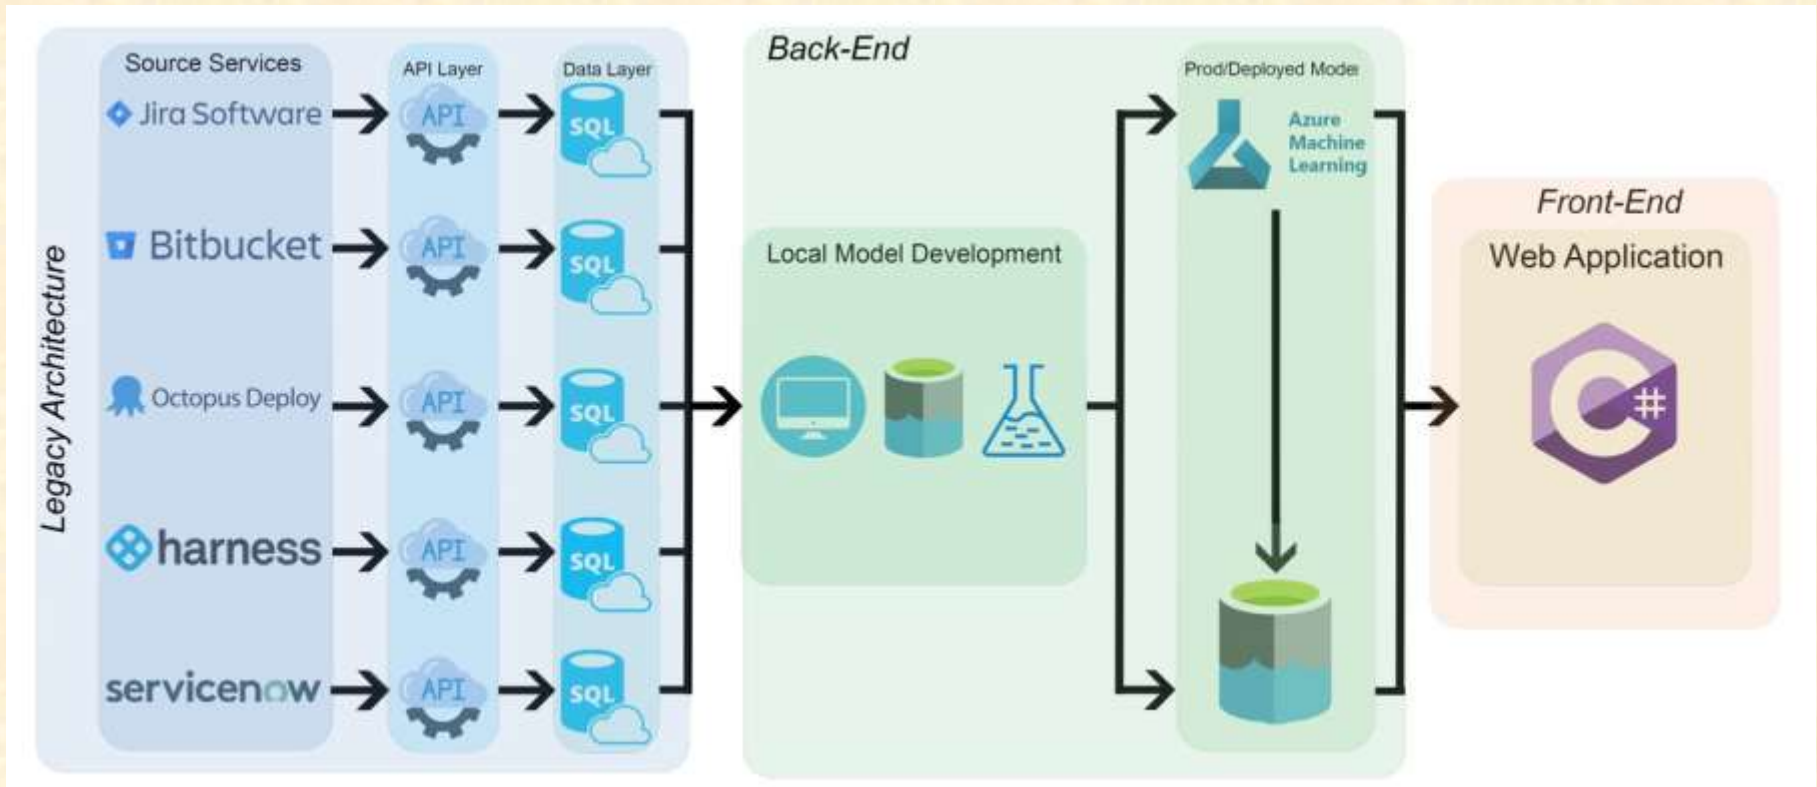 Legacy Architecture
Source Services
Jira Software
Bitbucket
Octopus Deploy
harness
servicenow
API Layer
API
API
API
API
API
Data Layer
SQL
SQL
SQL
SQL
SQL
Back-End
Local Model Development
Prod/Deployed Model
Azure
Machine
Learning
Front-End
Web Application
C#